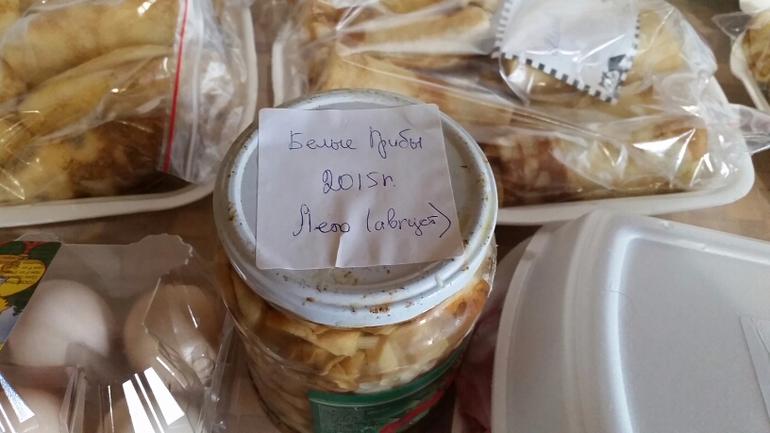 Белые Грибы
2015г.
Лето (август)